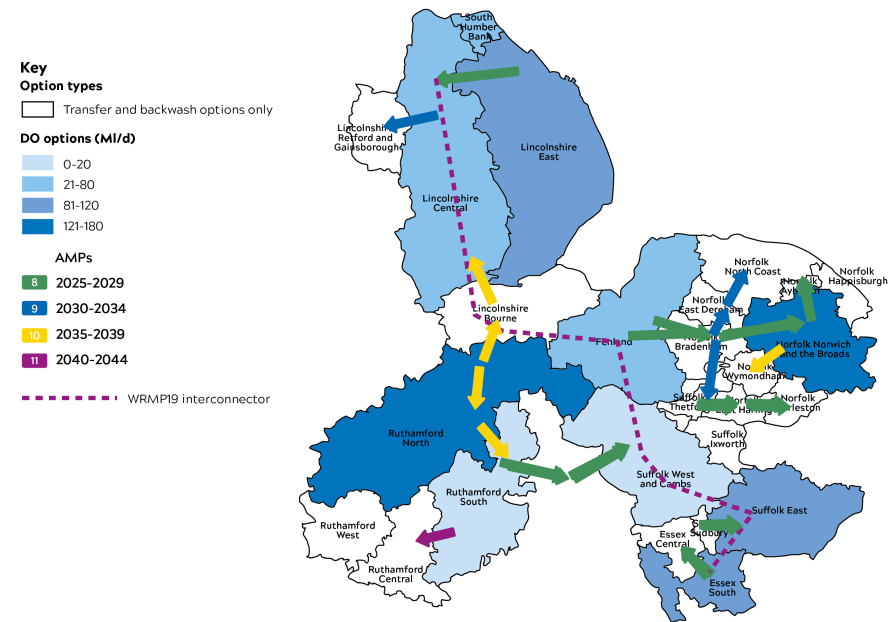 Key
Option types
Transfer and backwash options only
DO options (Ml/d)
0-20
21-80
81-120
121-180
AMPs
8 2025-2029
9 2030-2034
10 2035-2039
11 2040-2044
WRMP19 interconnector
South
Humber
Bank
Lincolnshire
Retford and
Gainsborough
Lincolnshire
East
Lincolnshire
Central
Lincolnshire
Bourne
Norfolk
North Coast
Norfolk
Happisburgh
Norfolk
East Dereham
Fenland
Bradenham
Norfolk Norwich
and the Broads
Wymondham
Suffolk
Thetford
Norfolk
Suffolk
Ixworth
Ruthamford
North
Suffolk West
and Cambs
Ruthamford
South
Suffolk East
Ruthamford
West
Sudbury
Essex
Central
Ruthamford
Central
Essex
South